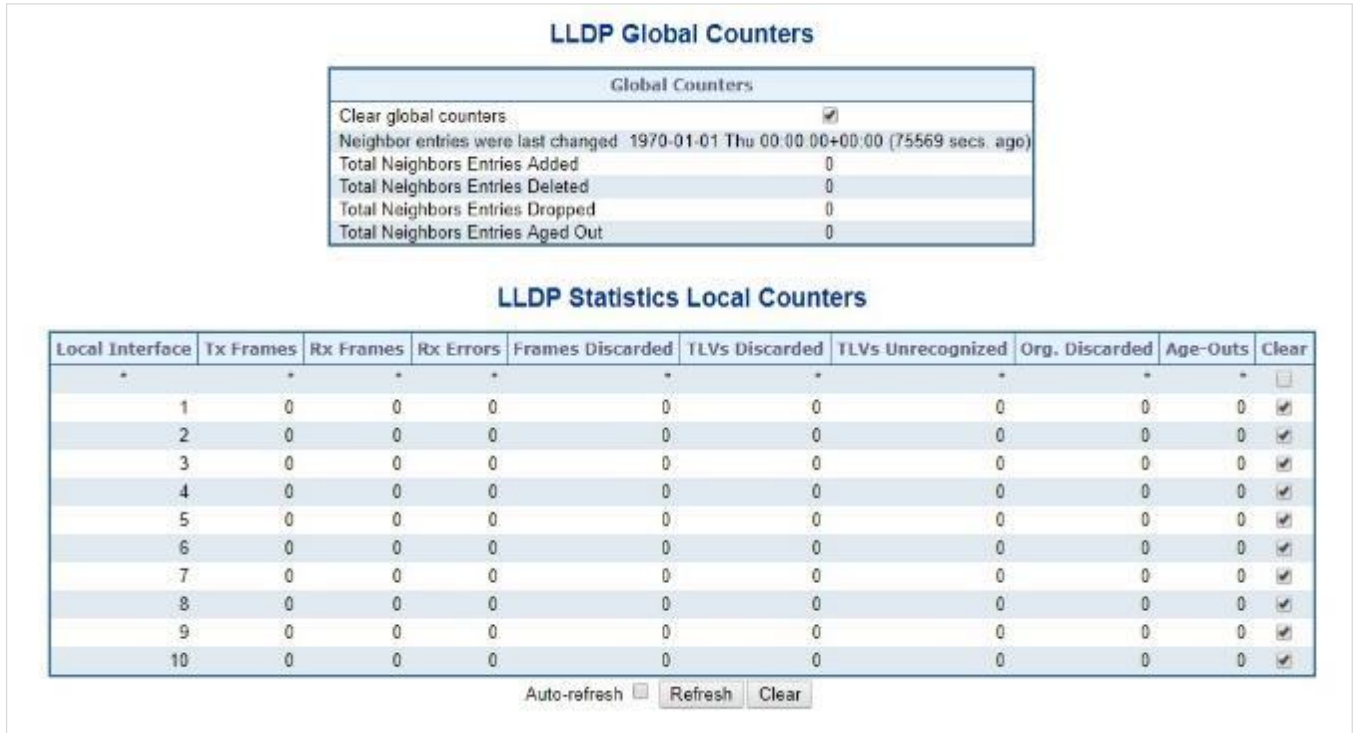 LLDP Global Counters
Global Counters
Clear global counters
Neighbor entries were last changed 1970-01-01 Thu 00:00:00+00:00 (75569 secs. ago)
Total Neighbors Entries Added 0
Total Neighbors Entries Deleted 0
Total Neighbors Entries Dropped 0
Total Neighbors Entries Aged Out 0
LLDP Statistics Local Counters
Local Interface Tx Frames Rx Frames Rx Errors Frames Discarded TLVs Discarded TLVs Unrecognized Org. Discarded Age-Outs Clear
* * * * * * * * *
1 0 0 0 0 0 0 0 0
2 0 0 0 0 0 0 0 0
3 0 0 0 0 0 0 0 0
4 0 0 0 0 0 0 0 0
5 0 0 0 0 0 0 0 0
6 0 0 0 0 0 0 0 0
7 0 0 0 0 0 0 0 0
8 0 0 0 0 0 0 0 0
9 0 0 0 0 0 0 0 0
10 0 0 0 0 0 0 0 0
Auto-refresh Refresh Clear